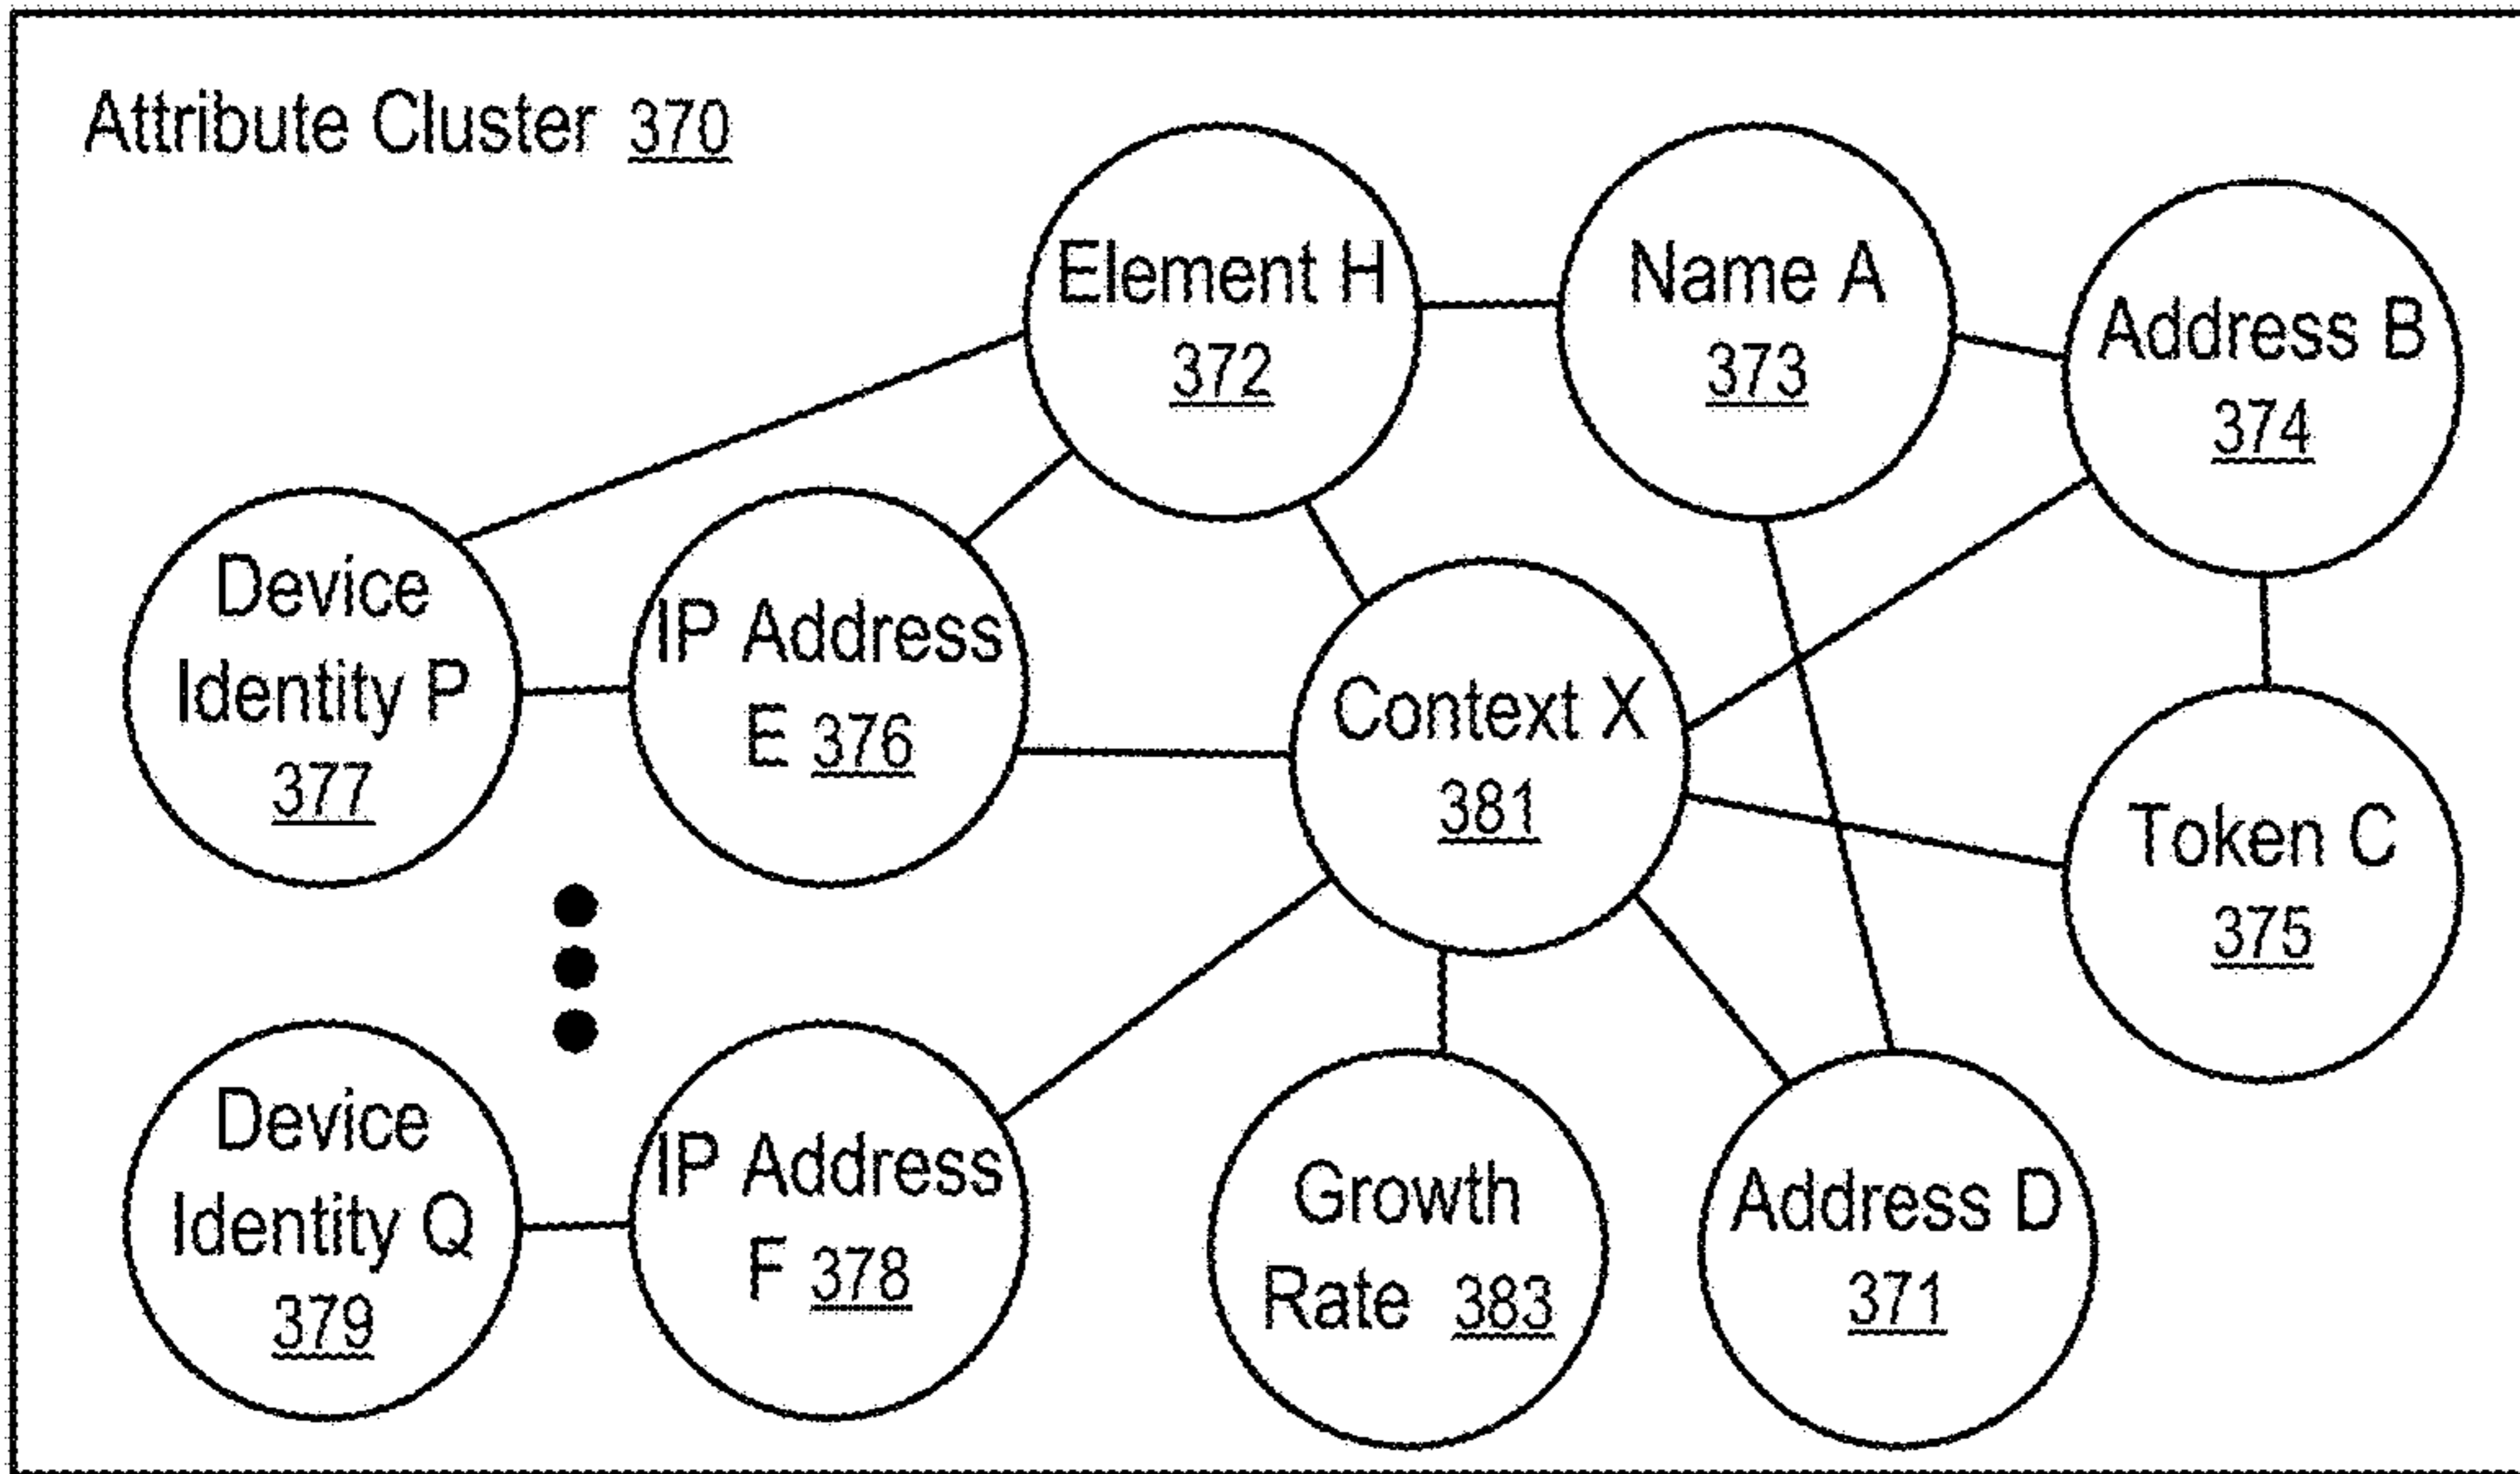 Attribute Cluster 370
Element H
372
Name A
373
Address B
374
Device
Identity P
377
IP Address
E 376
Context X
381
Token C
375
Device
Identity Q
379
IP Address
F 378
Growth
Rate 383
Address D
371